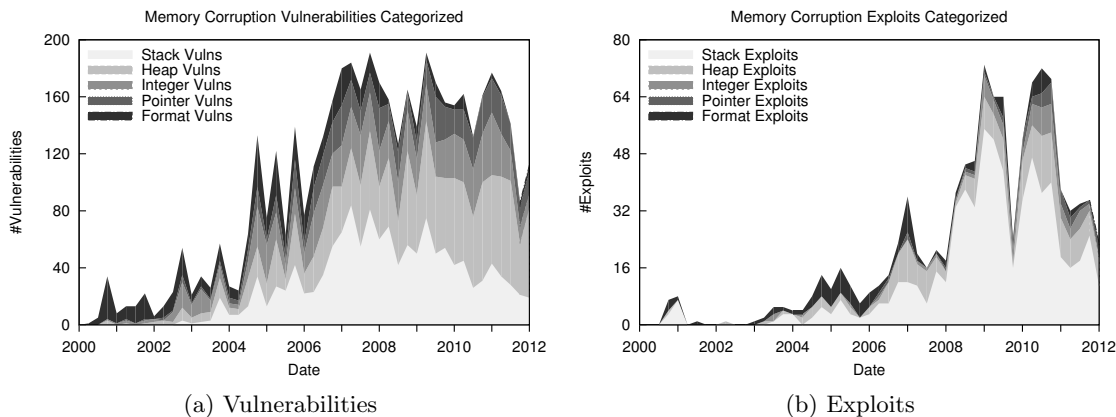 Memory Corruption Vulnerabilities Categorized
200
160
120
80
40
0
#Vulnerabilities
Stack Vulns
Heap Vulns
Integer Vulns
Pointer Vulns
Format Vulns
2000 2002 2004 2006 2008 2010 2012
Date
(a) Vulnerabilities
Memory Corruption Exploits Categorized
80
64
48
32
16
0
#Exploits
Stack Exploits
Heap Exploits
Integer Exploits
Pointer Exploits
Format Exploits
2000 2002 2004 2006 2008 2010 2012
Date
(b) Exploits